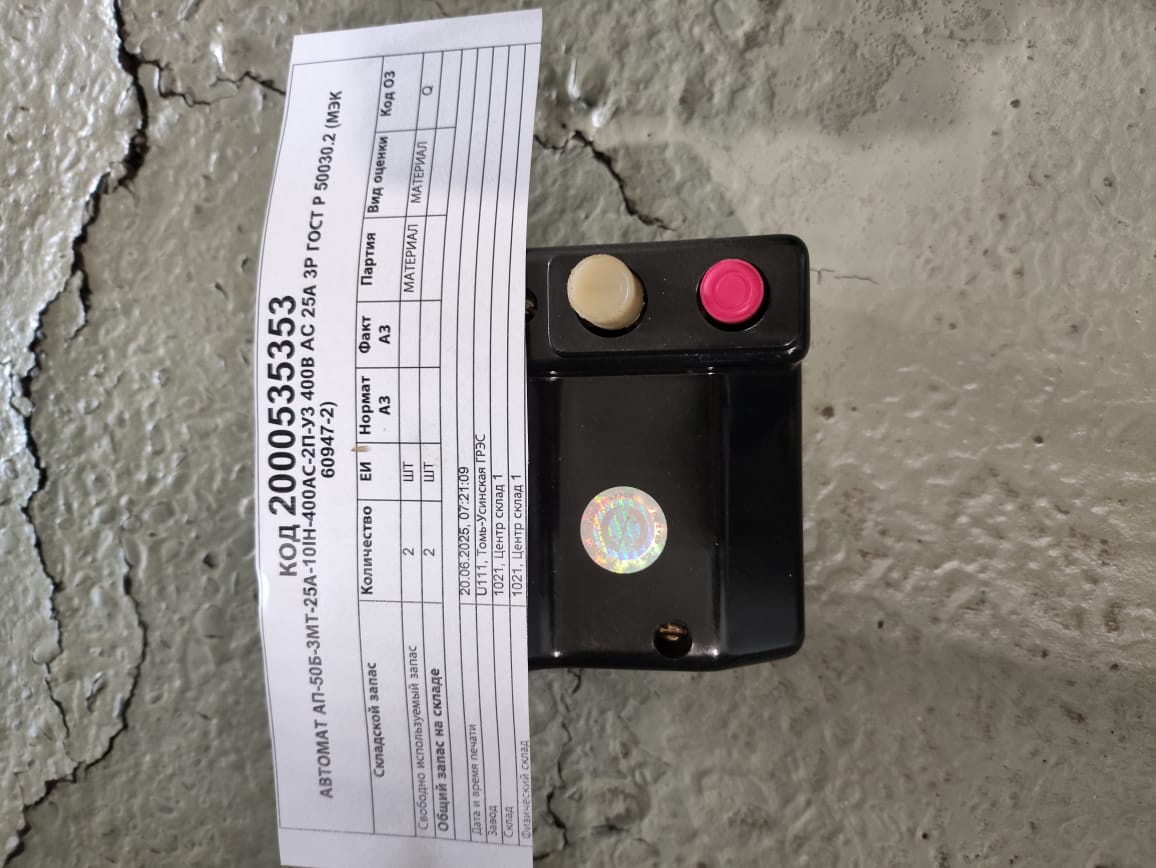 КОД 200535353
АВТОМАТ АП-50Б-3МТ-25А-10IН-400АС-2П-У3 400В АС 25А 3Р ГОСТ Р 50030.2 (МЭК
60947-2)
Складской запас Количество ЕИ Нормат АЗ Факт АЗ Партия Вид оценки Код ОЗ
Свободно используемый запас 2 ШТ МАТЕРИАЛ МАТЕРИАЛ Q
Общий запас на складе 2 ШТ
Дата и время печати 20.06.2025, 07:21:09
Завод U111, Томь-Усинская ГРЭС
Склад 1021, Центр склад 1
Физический склад 1021, Центр склад 1